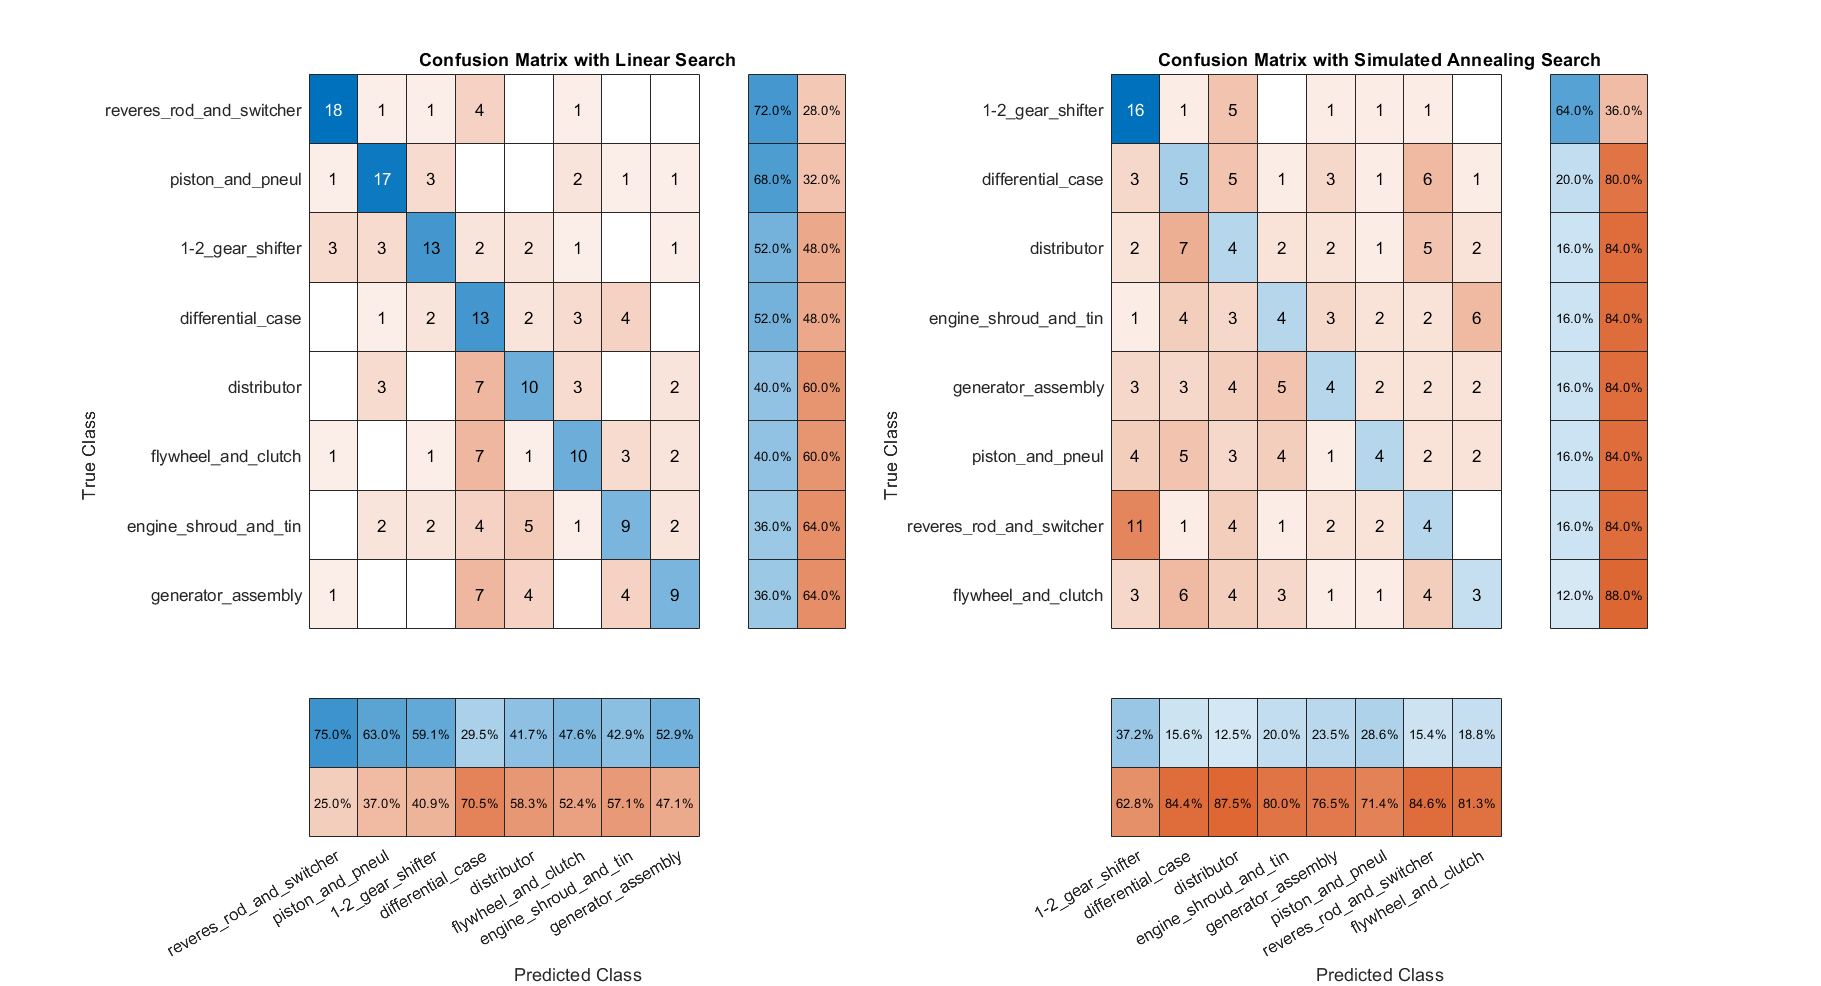 Confusion Matrix with Linear Search
reveres_rod_and_switcher 18 1 1 4 1 72.0% 28.0%
piston_and_pneul 1 17 3 2 1 1 68.0% 32.0%
1-2_gear_shifter 3 3 13 2 2 1 1 52.0% 48.0%
differential_case 1 2 13 2 3 4 52.0% 48.0%
distributor 3 7 10 3 2 40.0% 60.0%
flywheel_and_clutch 1 1 7 1 10 3 2 40.0% 60.0%
engine_shroud_and_tin 2 2 4 5 1 9 2 36.0% 64.0%
generator_assembly 1 7 4 4 9 36.0% 64.0%
True Class
75.0% 63.0% 59.1% 29.5% 41.7% 47.6% 42.9% 52.9%
25.0% 37.0% 40.9% 70.5% 58.3% 52.4% 57.1% 47.1%
reveres_rod_and_switcher
piston_and_pneul
1-2_gear_shifter
differential_case
distributor
flywheel_and_clutch
engine_shroud_and_tin
generator_assembly
Predicted Class
Confusion Matrix with Simulated Annealing Search
1-2_gear_shifter 16 1 5 1 1 1 64.0% 36.0%
differential_case 3 5 5 1 3 1 6 1 20.0% 80.0%
distributor 2 7 4 2 2 1 5 2 16.0% 84.0%
engine_shroud_and_tin 1 4 3 4 3 2 2 6 16.0% 84.0%
generator_assembly 3 3 4 5 4 2 2 2 16.0% 84.0%
piston_and_pneul 4 5 3 4 1 4 2 2 16.0% 84.0%
reveres_rod_and_switcher 11 1 4 1 2 2 4 16.0% 84.0%
flywheel_and_clutch 3 6 4 3 1 1 4 3 12.0% 88.0%
True Class
37.2% 15.6% 12.5% 20.0% 23.5% 28.6% 15.4% 18.8%
62.8% 84.4% 87.5% 80.0% 76.5% 71.4% 84.6% 81.3%
1-2_gear_shifter
differential_case
distributor
engine_shroud_and_tin
generator_assembly
piston_and_pneul
reveres_rod_and_switcher
flywheel_and_clutch
Predicted Class